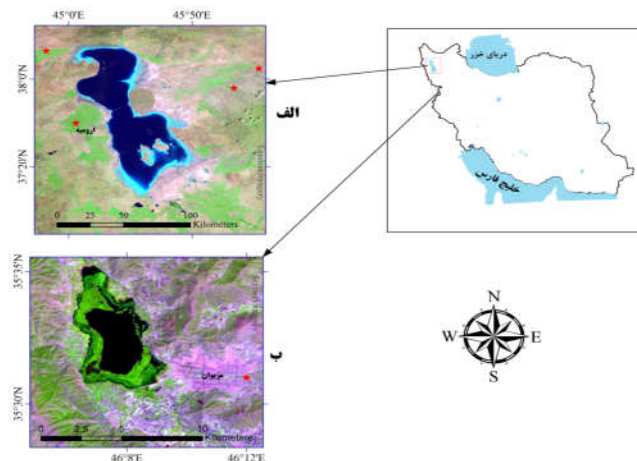 45°0'E
45°50'E
38°0'N
37°20'N
ارومیه
0 25 50 100
Kilometers
الف
دریای خزر
خلیج فارس
35°35'N
35°30'N
مریوان
0 2.5 5 10
Kilometers
46°8'E
46°12'E
ب
N
W E
S